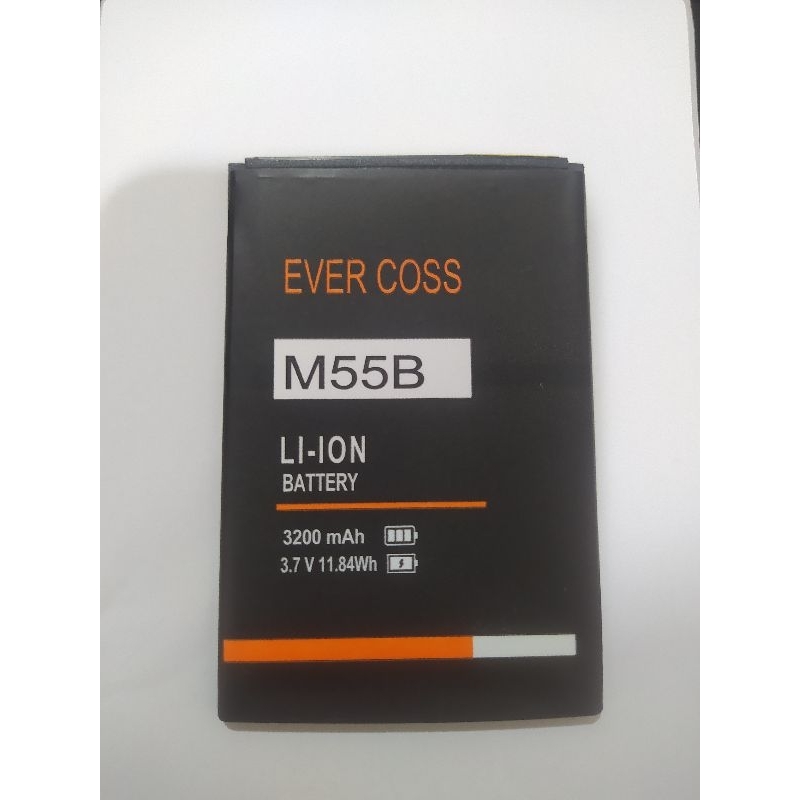 EVER COSS
M55B
LI-ION
BATTERY
3200 mAh
3.7 V 11.84Wh